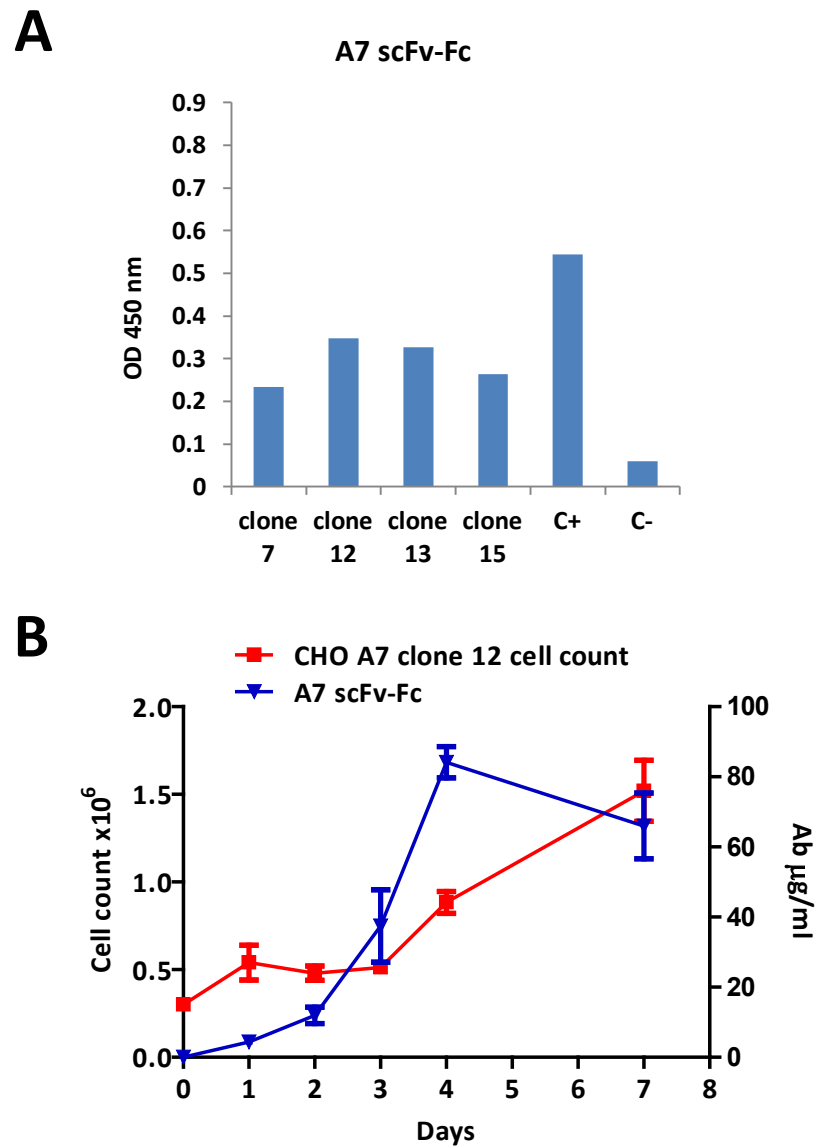 A
A7 scFv-Fc
0.9
0.8
0.7
0.6
0.5
0.4
0.3
0.2
0.1
0
OD 450 nm
clone 7
clone 12
clone 13
clone 15
C+
C-
B
CHO A7 clone 12 cell count
A7 scFv-Fc
2.0
1.5
1.0
0.5
0.0
Cell count x10⁶
100
80
60
40
20
0
Ab µg/ml
0 1 2 3 4 5 6 7 8
Days